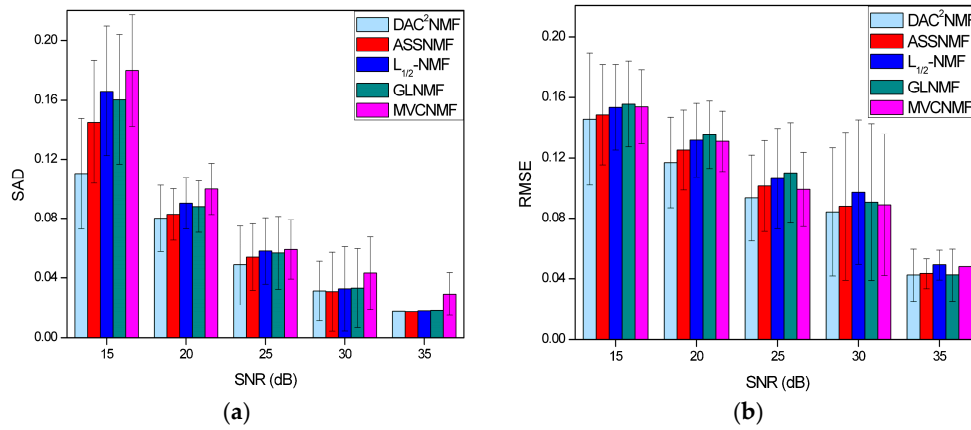 DAC²NMF
ASSNMF
L1/2-NMF
GLNMF
MVCNMF
0.20
0.16
0.12
0.08
0.04
0.00
SAD
15 20 25 30 35
SNR (dB)
(a)
DAC²NMF
ASSNMF
L1/2-NMF
GLNMF
MVCNMF
0.20
0.16
0.12
0.08
0.04
0.00
RMSE
15 20 25 30 35
SNR (dB)
(b)